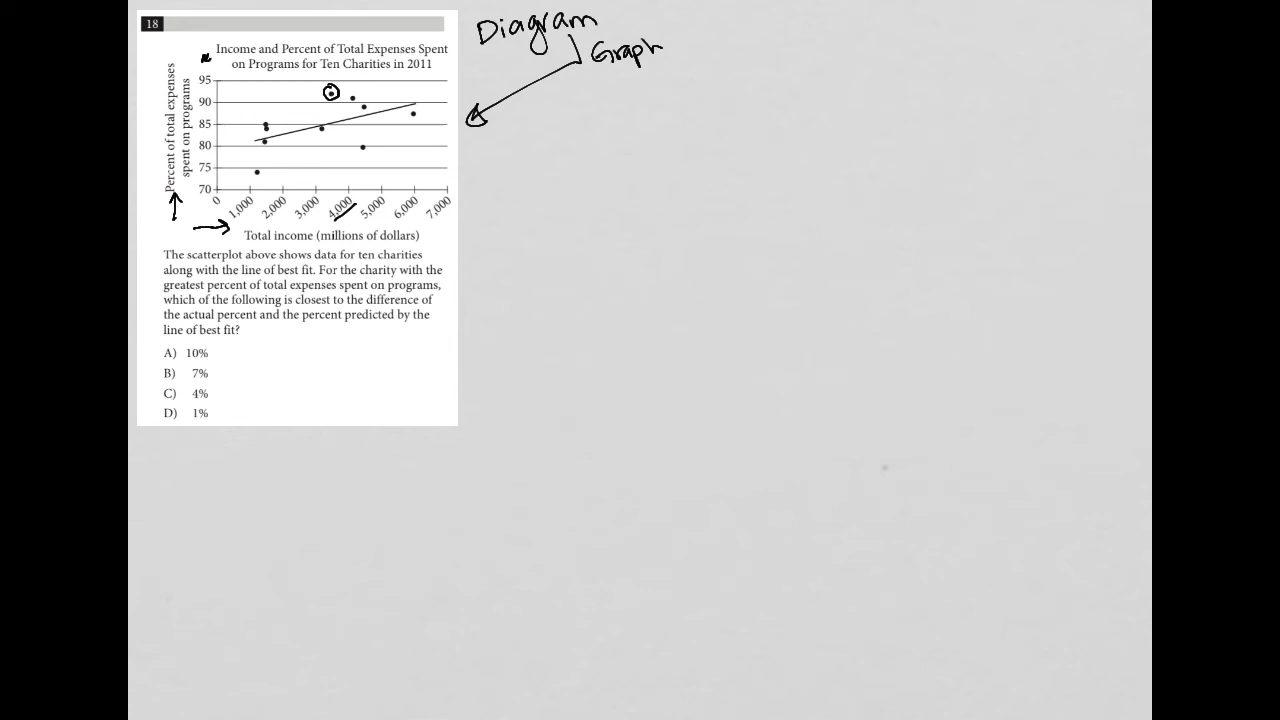 18
Diagram
Graph
Income and Percent of Total Expenses Spent
on Programs for Ten Charities in 2011
Percent of total expenses
spent on programs
95
90
85
80
75
70
0
1,000
2,000
3,000
4,000
5,000
6,000
7,000
Total income (millions of dollars)
The scatterplot above shows data for ten charities
along with the line of best fit. For the charity with the
greatest percent of total expenses spent on programs,
which of the following is closest to the difference of
the actual percent and the percent predicted by the
line of best fit?
A) 10%
B) 7%
C) 4%
D) 1%